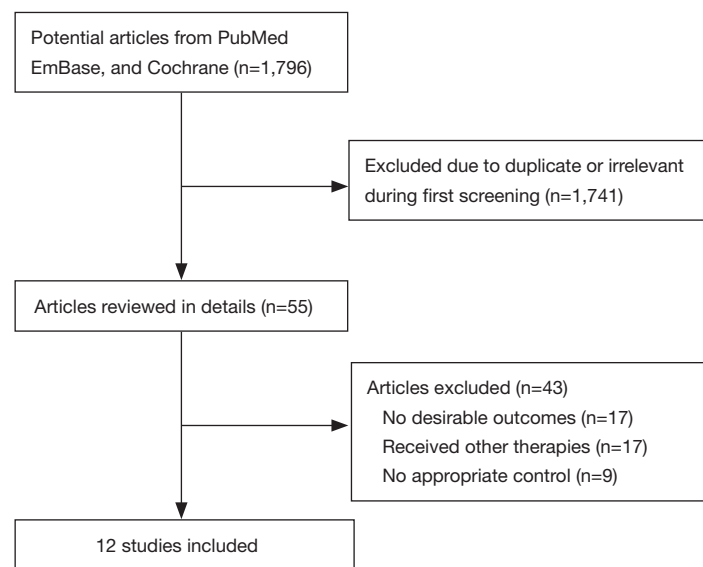 Potential articles from PubMed
EmBase, and Cochrane (n=1,796)
Excluded due to duplicate or irrelevant
during first screening (n=1,741)
Articles reviewed in details (n=55)
Articles excluded (n=43)
No desirable outcomes (n=17)
Received other therapies (n=17)
No appropriate control (n=9)
12 studies included